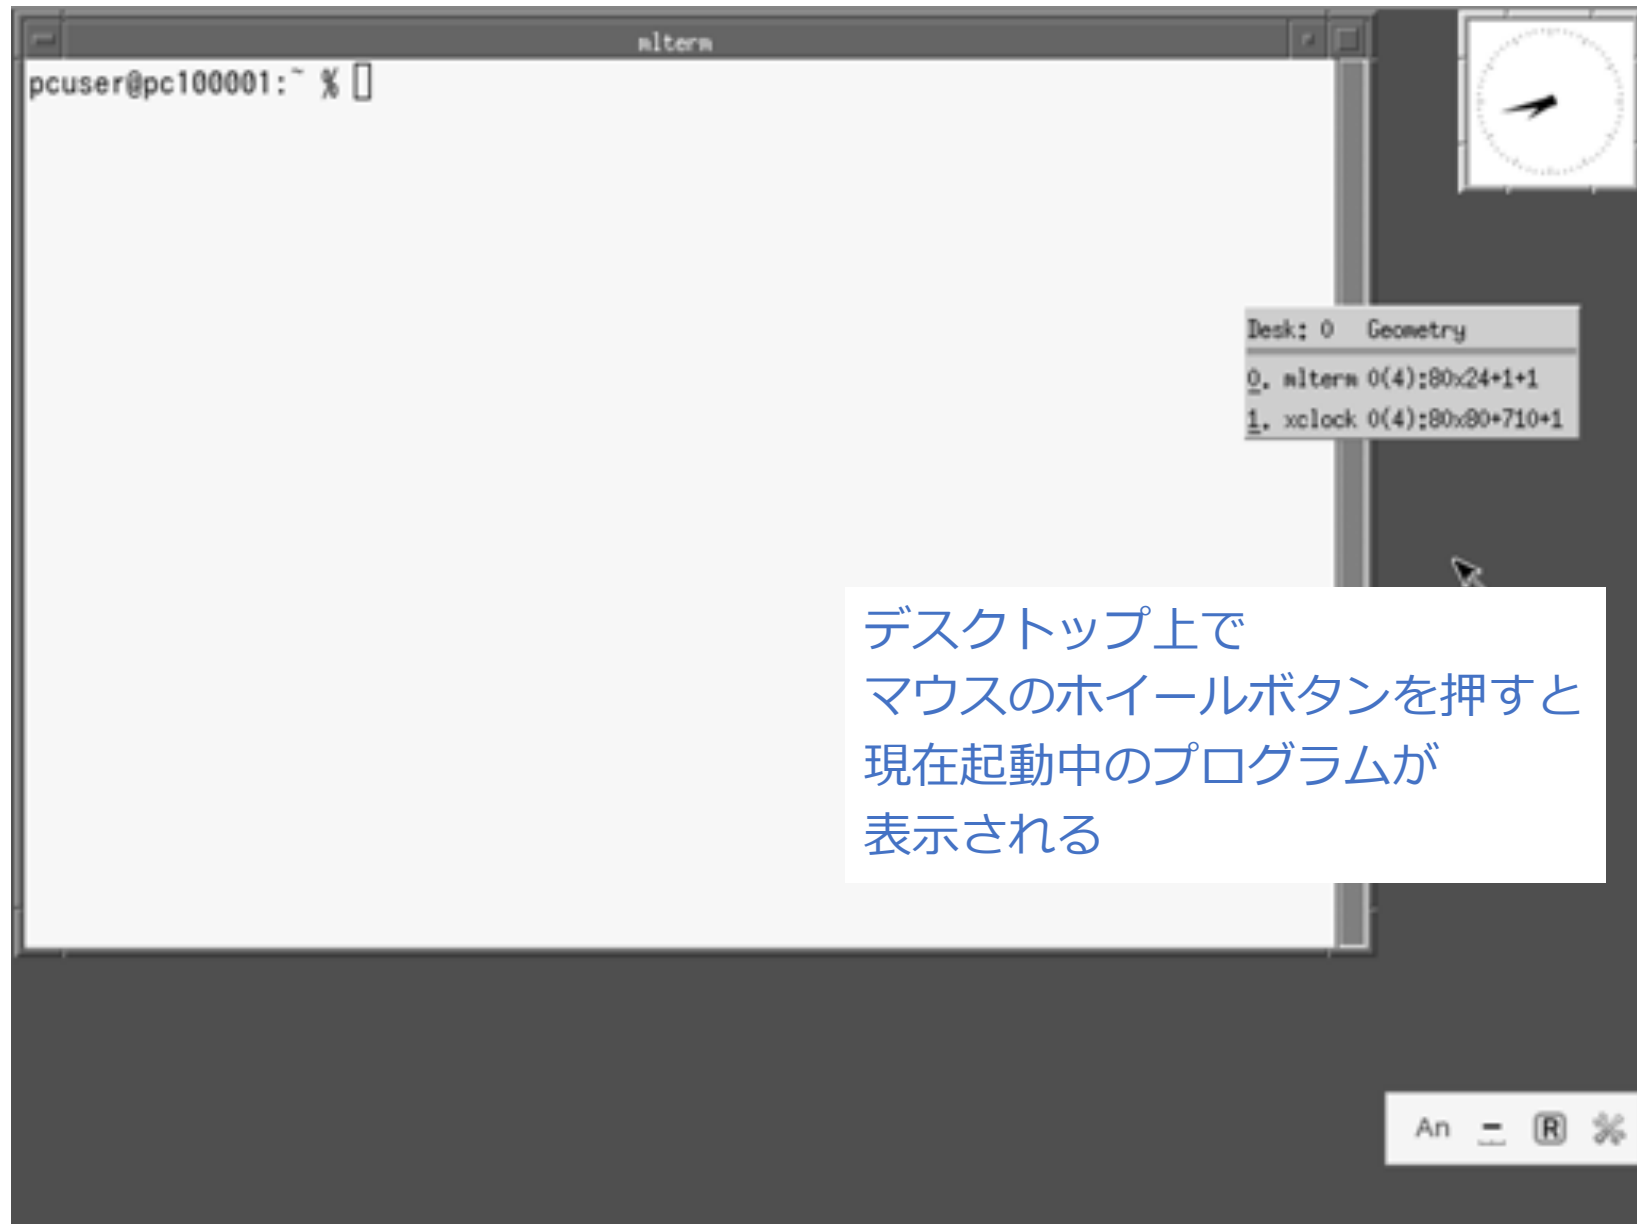 mlterm
pcuser@pc100001:~ %
Desk: 0 Geometry
0. mlterm 0(4):80x24+1+1
1. xclock 0(4):80x80+710+1
デスクトップ上で
マウスのホイールボタンを押すと
現在起動中のプログラムが
表示される
An R